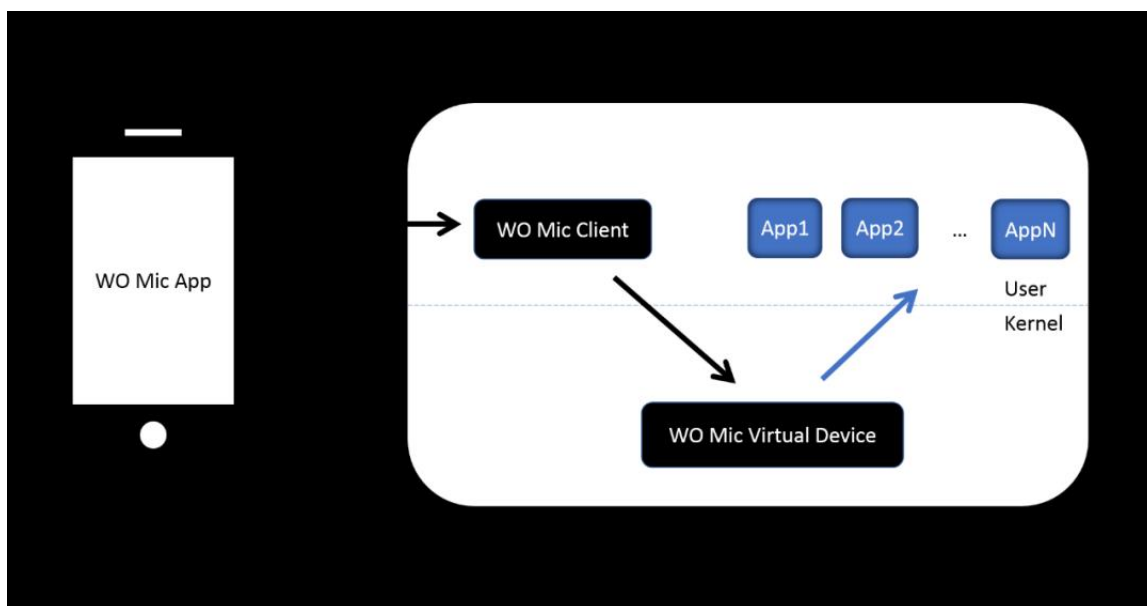 WO Mic App
WO Mic Client
App1
App2
...
AppN
User
Kernel
WO Mic Virtual Device